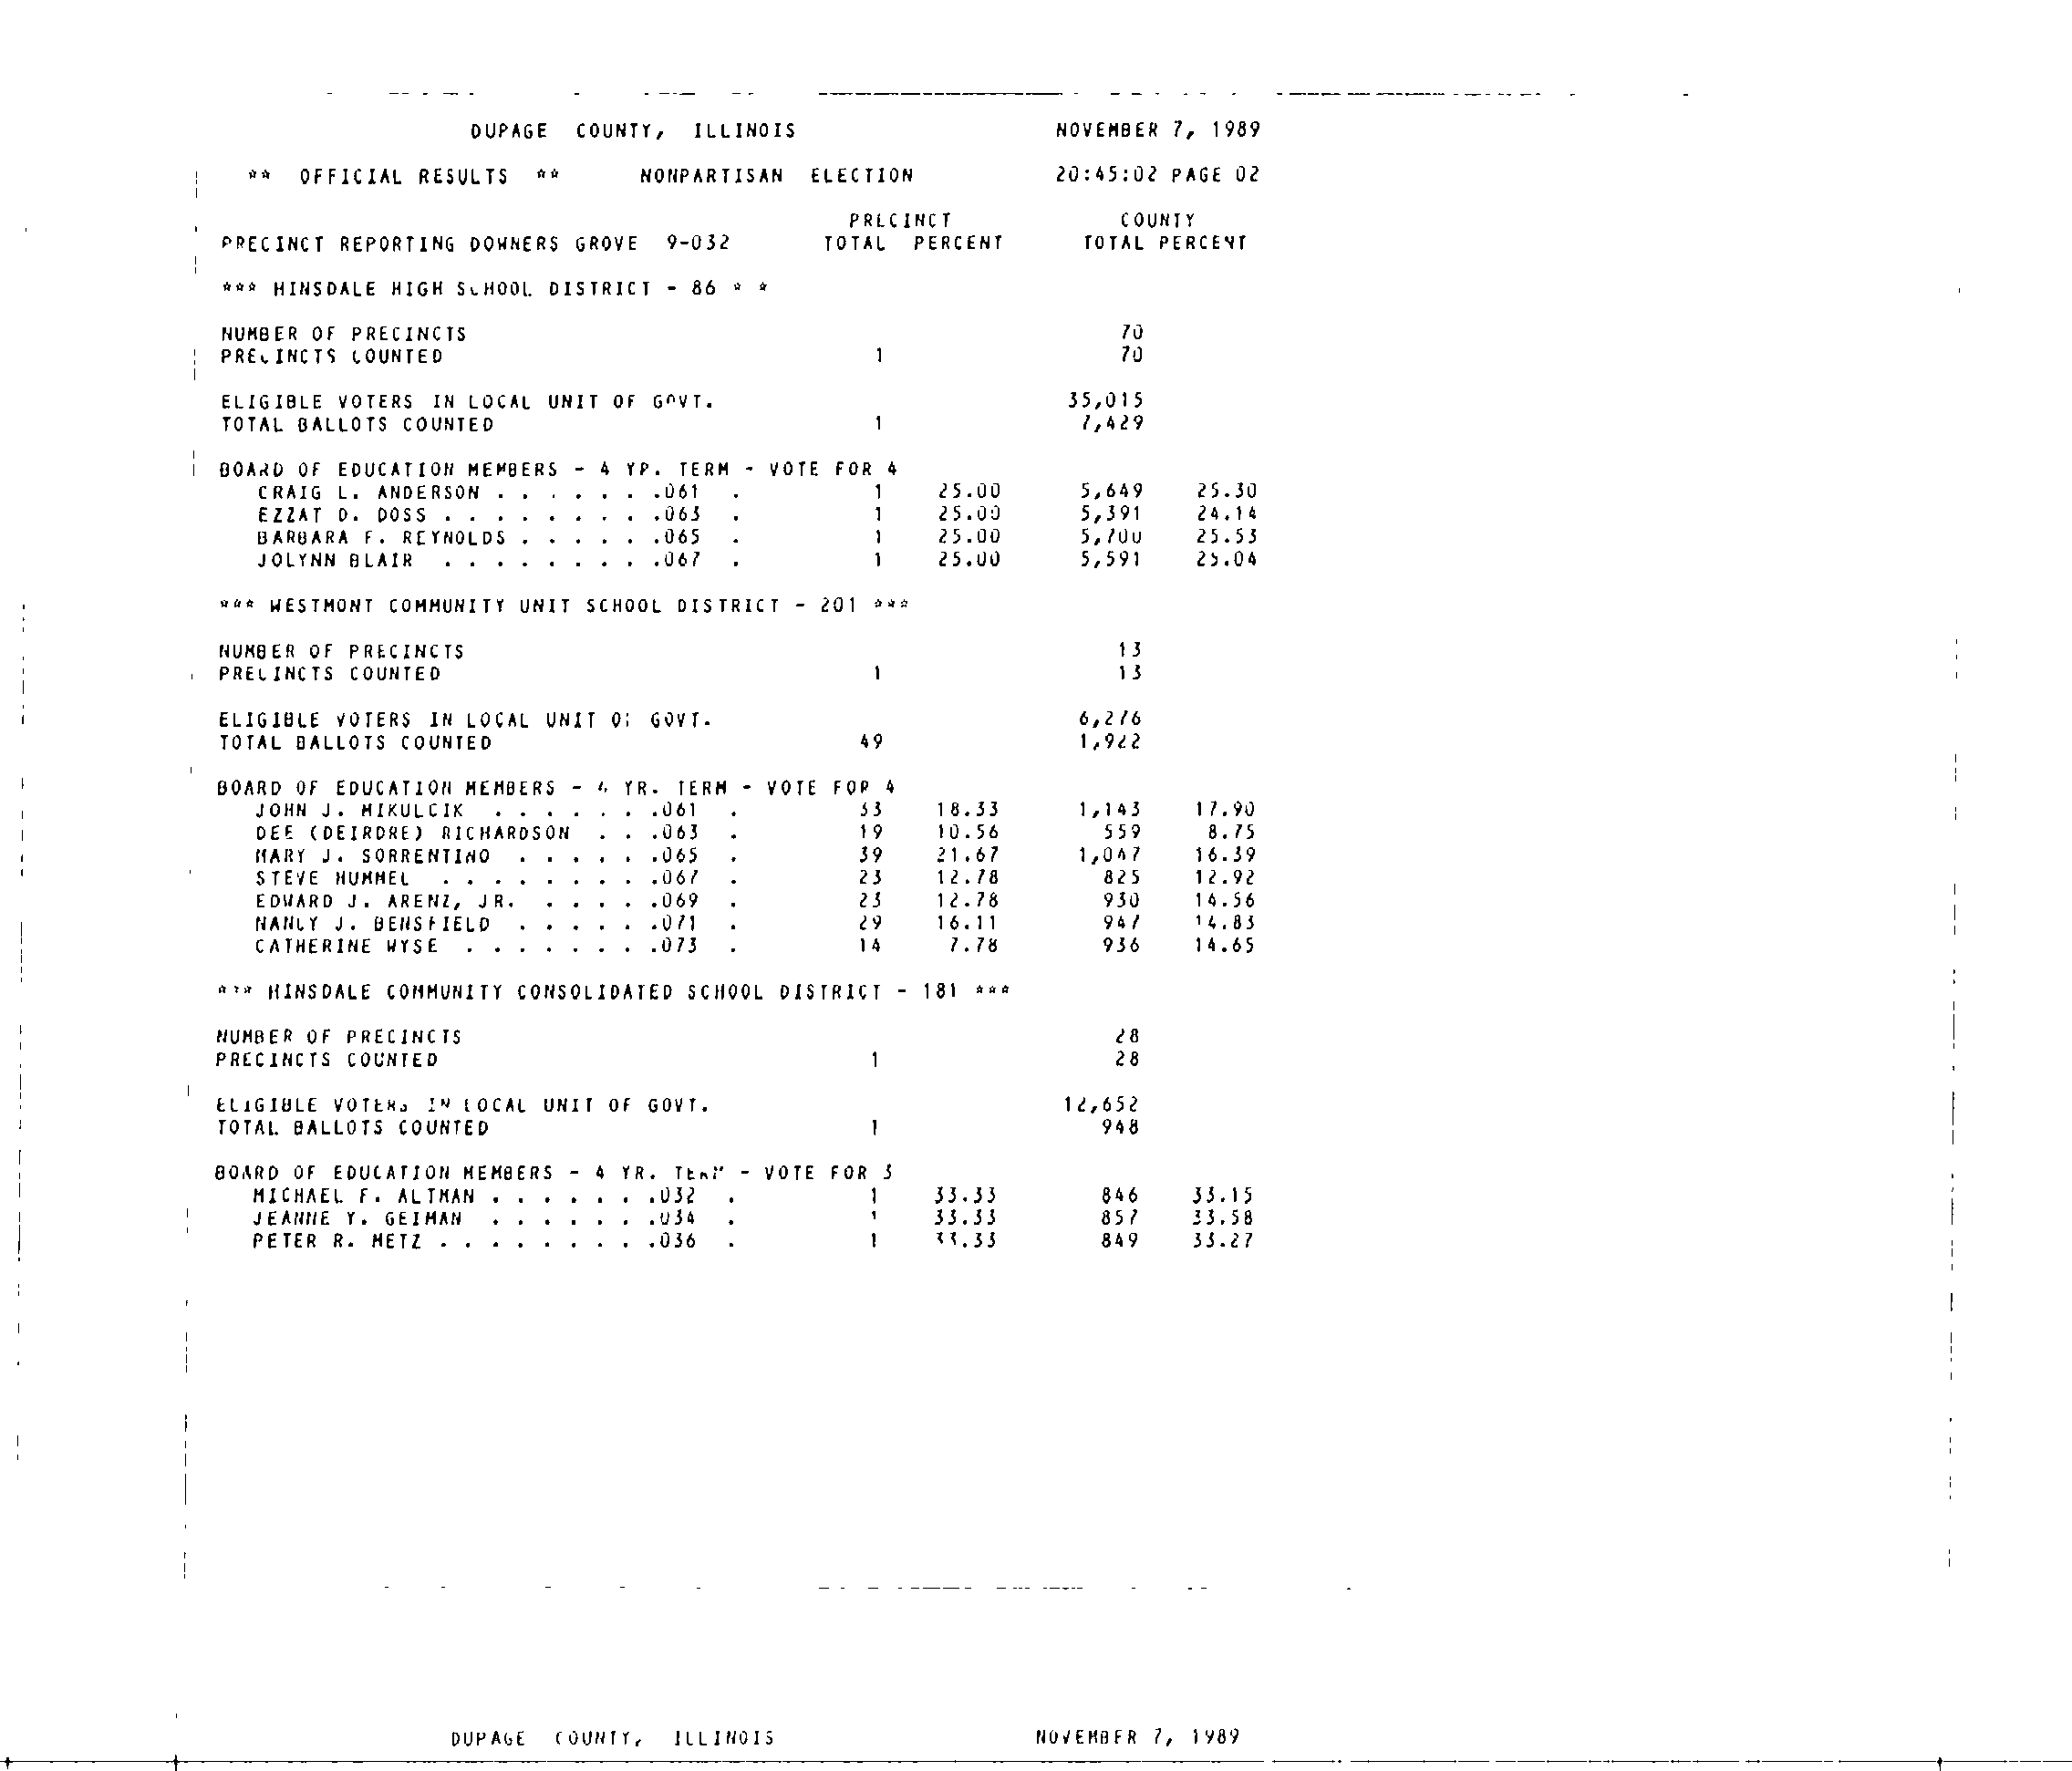 DUPAGE COUNTY, ILLINOIS NOVEMBER 7, 1989
** OFFICIAL RESULTS ** NONPARTISAN ELECTION 20:45:02 PAGE 02
PRECINCT COUNTY
PRECINCT REPORTING DOWNERS GROVE 9-032 TOTAL PERCENT TOTAL PERCENT
*** HINSDALE HIGH SCHOOL DISTRICT - 86 * *
NUMBER OF PRECINCTS 70
PRECINCTS COUNTED 1 70
ELIGIBLE VOTERS IN LOCAL UNIT OF GOVT. 35,015
TOTAL BALLOTS COUNTED 1 7,429
BOARD OF EDUCATION MEMBERS - 4 YR. TERM - VOTE FOR 4
CRAIG L. ANDERSON . . . . . . .061 . 1 25.00 5,649 25.30
EZZAT D. DOSS . . . . . . . . .063 . 1 25.00 5,391 24.14
BARBARA F. REYNOLDS . . . . . .065 . 1 25.00 5,700 25.53
JOLYNN BLAIR . . . . . . . . .067 . 1 25.00 5,591 25.04
*** WESTMONT COMMUNITY UNIT SCHOOL DISTRICT - 201 ***
NUMBER OF PRECINCTS 13
PRECINCTS COUNTED 1 13
ELIGIBLE VOTERS IN LOCAL UNIT OF GOVT. 6,276
TOTAL BALLOTS COUNTED 49 1,922
BOARD OF EDUCATION MEMBERS - 4 YR. TERM - VOTE FOR 4
JOHN J. MIKULCIK . . . . . . .061 . 33 18.33 1,143 17.90
DEE (DEIRDRE) RICHARDSON . . .063 . 19 10.56 559 8.75
MARY J. SORRENTINO . . . . . .065 . 39 21.67 1,047 16.39
STEVE HUMMEL . . . . . . . . .067 . 23 12.78 825 12.92
EDWARD J. ARENZ, JR. . . . . .069 . 23 12.78 930 14.56
NANCY J. BENSFIELD . . . . . .071 . 29 16.11 947 14.83
CATHERINE WYSE . . . . . . . .073 . 14 7.78 936 14.65
*** HINSDALE COMMUNITY CONSOLIDATED SCHOOL DISTRICT - 181 ***
NUMBER OF PRECINCTS 28
PRECINCTS COUNTED 1 28
ELIGIBLE VOTERS IN LOCAL UNIT OF GOVT. 12,652
TOTAL BALLOTS COUNTED 1 948
BOARD OF EDUCATION MEMBERS - 4 YR. TERM - VOTE FOR 3
MICHAEL F. ALTMAN . . . . . . .032 . 1 33.33 846 33.15
JEANNE Y. GEIMAN . . . . . . .034 . 1 33.33 857 33.58
PETER R. METZ . . . . . . . . .036 . 1 33.33 849 33.27
DUPAGE COUNTY, ILLINOIS NOVEMBER 7, 1989